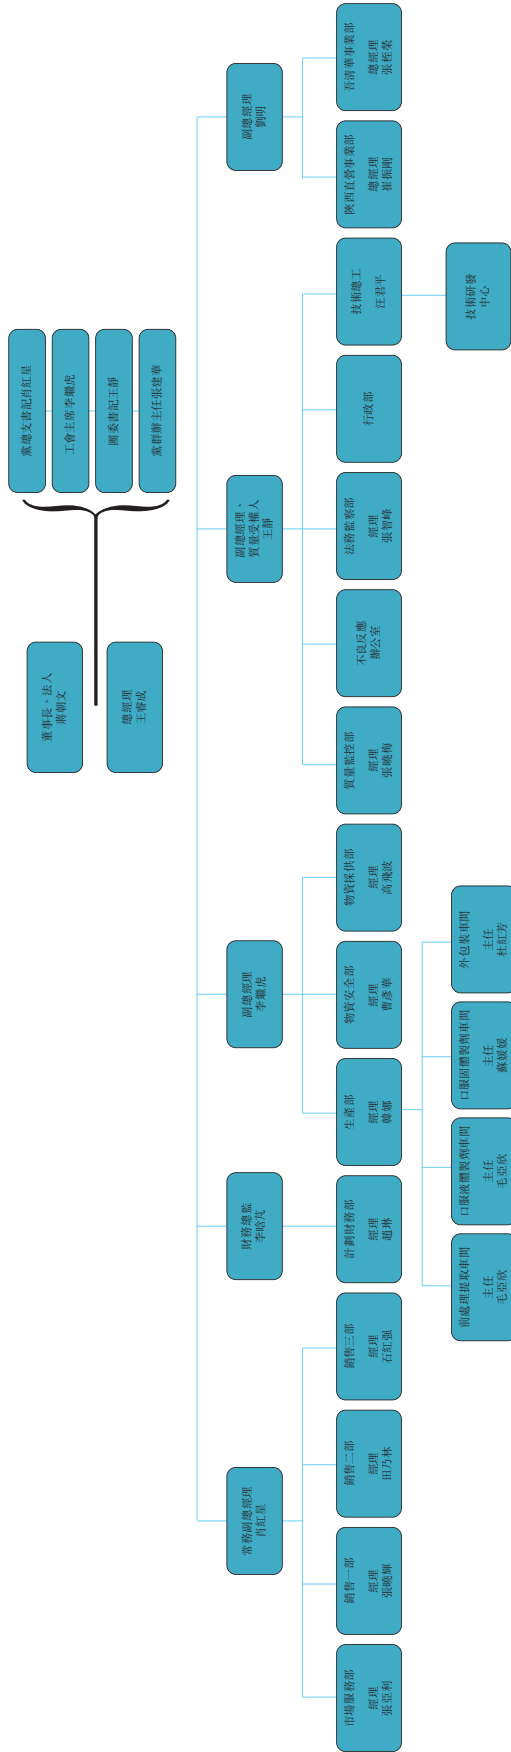 董事長、法人
蔣朝文
總經理
王睿成
黨總支書記肖紅星
工會主席李繼虎
團委書記王靜
黨群辦主任張建華
常務副總經理
肖紅星
財務總監
李晗芃
副總經理
李繼虎
副總經理、
質量受權人
王靜
副總經理
劉明
市場服務部
經理
張亞利
銷售一部
經理
張曉輝
銷售二部
經理
田乃林
銷售三部
經理
石紅强
計劃財務部
經理
趙琳
生產部
經理
韓娜
物資安全部
經理
曹彥華
物資採供部
經理
高飛波
質量監控部
經理
張曉梅
不良反應
辦公室
法務監察部
經理
張智峰
行政部
技術總工
汪君平
陝西直營事業部
總經理
崔振剛
吾清華事業部
總經理
張桎榮
前處理提取車間
主任
毛亞欣
口服液體製劑車間
主任
毛亞欣
口服固體製劑車間
主任
蘇媛媛
外包裝車間
主任
杜紅芳
技術研發
中心